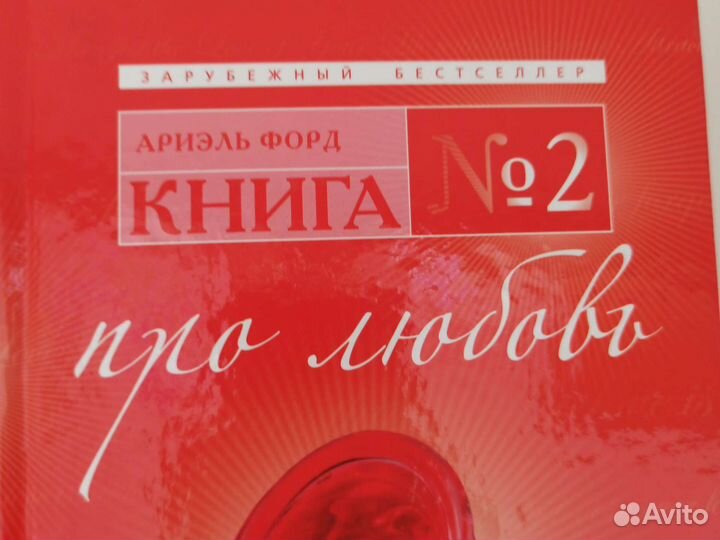 ЗАРУБЕЖНЫЙ БЕСТСЕЛЛЕР
АРИЭЛЬ ФОРД
КНИГА №2
про любовь
Avito